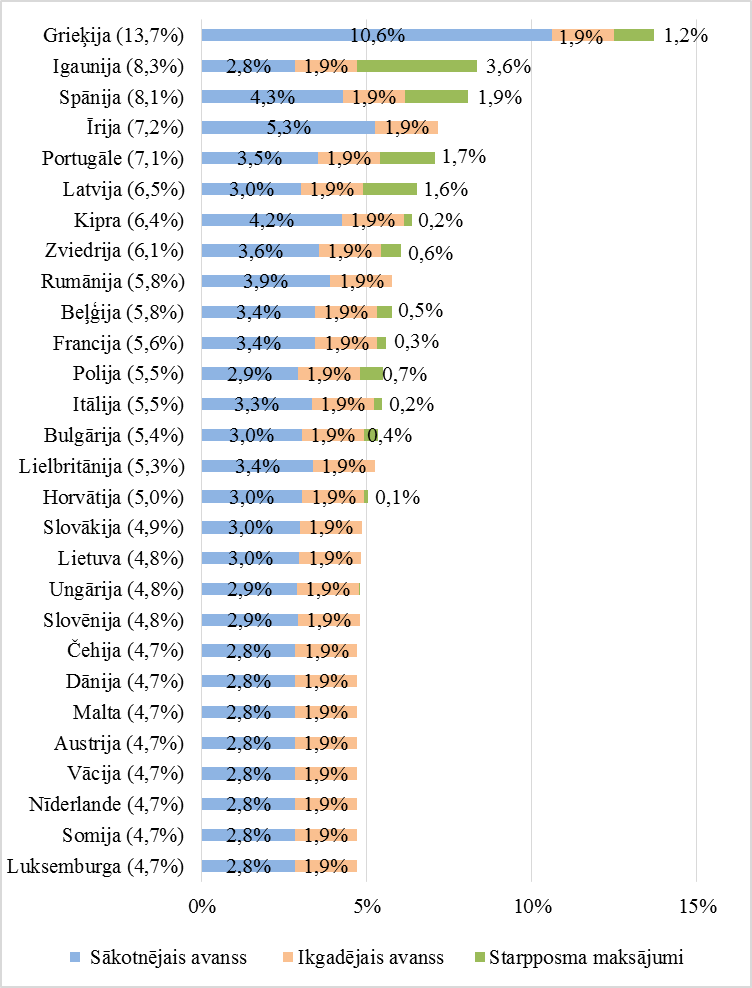 Grieķija (13,7%) 10,6% 1,9% 1,2%
Igaunija (8,3%) 2,8% 1,9% 3,6%
Spānija (8,1%) 4,3% 1,9% 1,9%
Īrija (7,2%) 5,3% 1,9%
Portugāle (7,1%) 3,5% 1,9% 1,7%
Latvija (6,5%) 3,0% 1,9% 1,6%
Kipra (6,4%) 4,2% 1,9% 0,2%
Zviedrija (6,1%) 3,6% 1,9% 0,6%
Rumānija (5,8%) 3,9% 1,9%
Beļģija (5,8%) 3,4% 1,9% 0,5%
Francija (5,6%) 3,4% 1,9% 0,3%
Polija (5,5%) 2,9% 1,9% 0,7%
Itālija (5,5%) 3,3% 1,9% 0,2%
Bulgārija (5,4%) 3,0% 1,9% 0,4%
Lielbritānija (5,3%) 3,4% 1,9%
Horvātija (5,0%) 3,0% 1,9% 0,1%
Slovākija (4,9%) 3,0% 1,9%
Lietuva (4,8%) 3,0% 1,9%
Ungārija (4,8%) 2,9% 1,9%
Slovēnija (4,8%) 2,9% 1,9%
Čehija (4,7%) 2,8% 1,9%
Dānija (4,7%) 2,8% 1,9%
Malta (4,7%) 2,8% 1,9%
Austrija (4,7%) 2,8% 1,9%
Vācija (4,7%) 2,8% 1,9%
Nīderlande (4,7%) 2,8% 1,9%
Somija (4,7%) 2,8% 1,9%
Luksemburga (4,7%) 2,8% 1,9%
0% 5% 10% 15%
Sākotnējais avanss Ikgadējais avanss Starpposma maksājumi